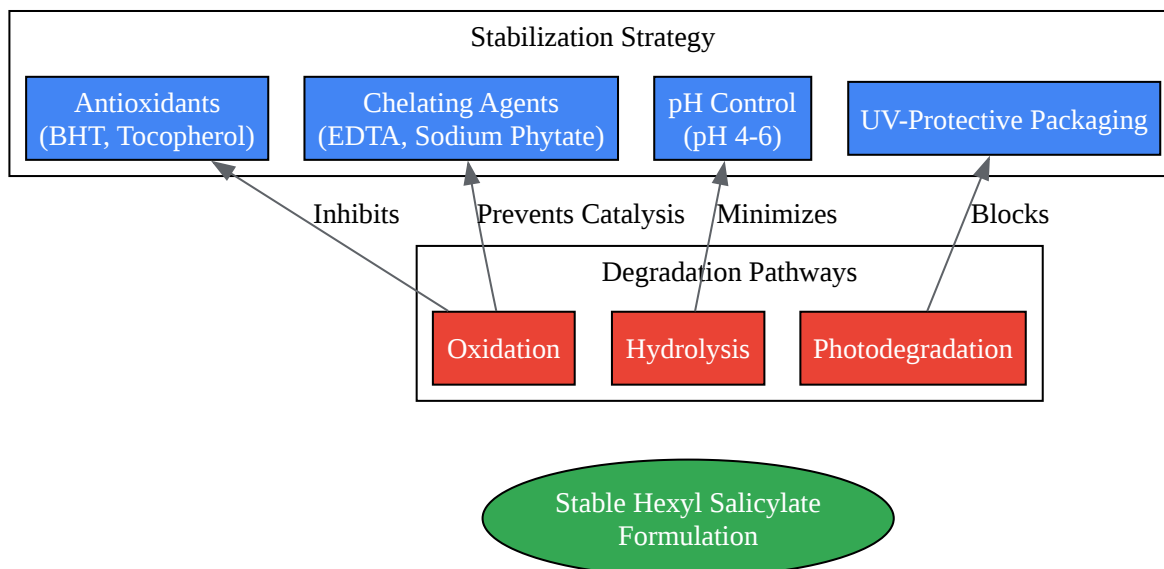 Stabilization Strategy
Antioxidants
(BHT, Tocopherol)
Chelating Agents
(EDTA, Sodium Phytate)
pH Control
(pH 4-6)
UV-Protective Packaging
Inhibits
Prevents Catalysis
Minimizes
Blocks
Degradation Pathways
Oxidation
Hydrolysis
Photodegradation
Stable Hexyl Salicylate
Formulation